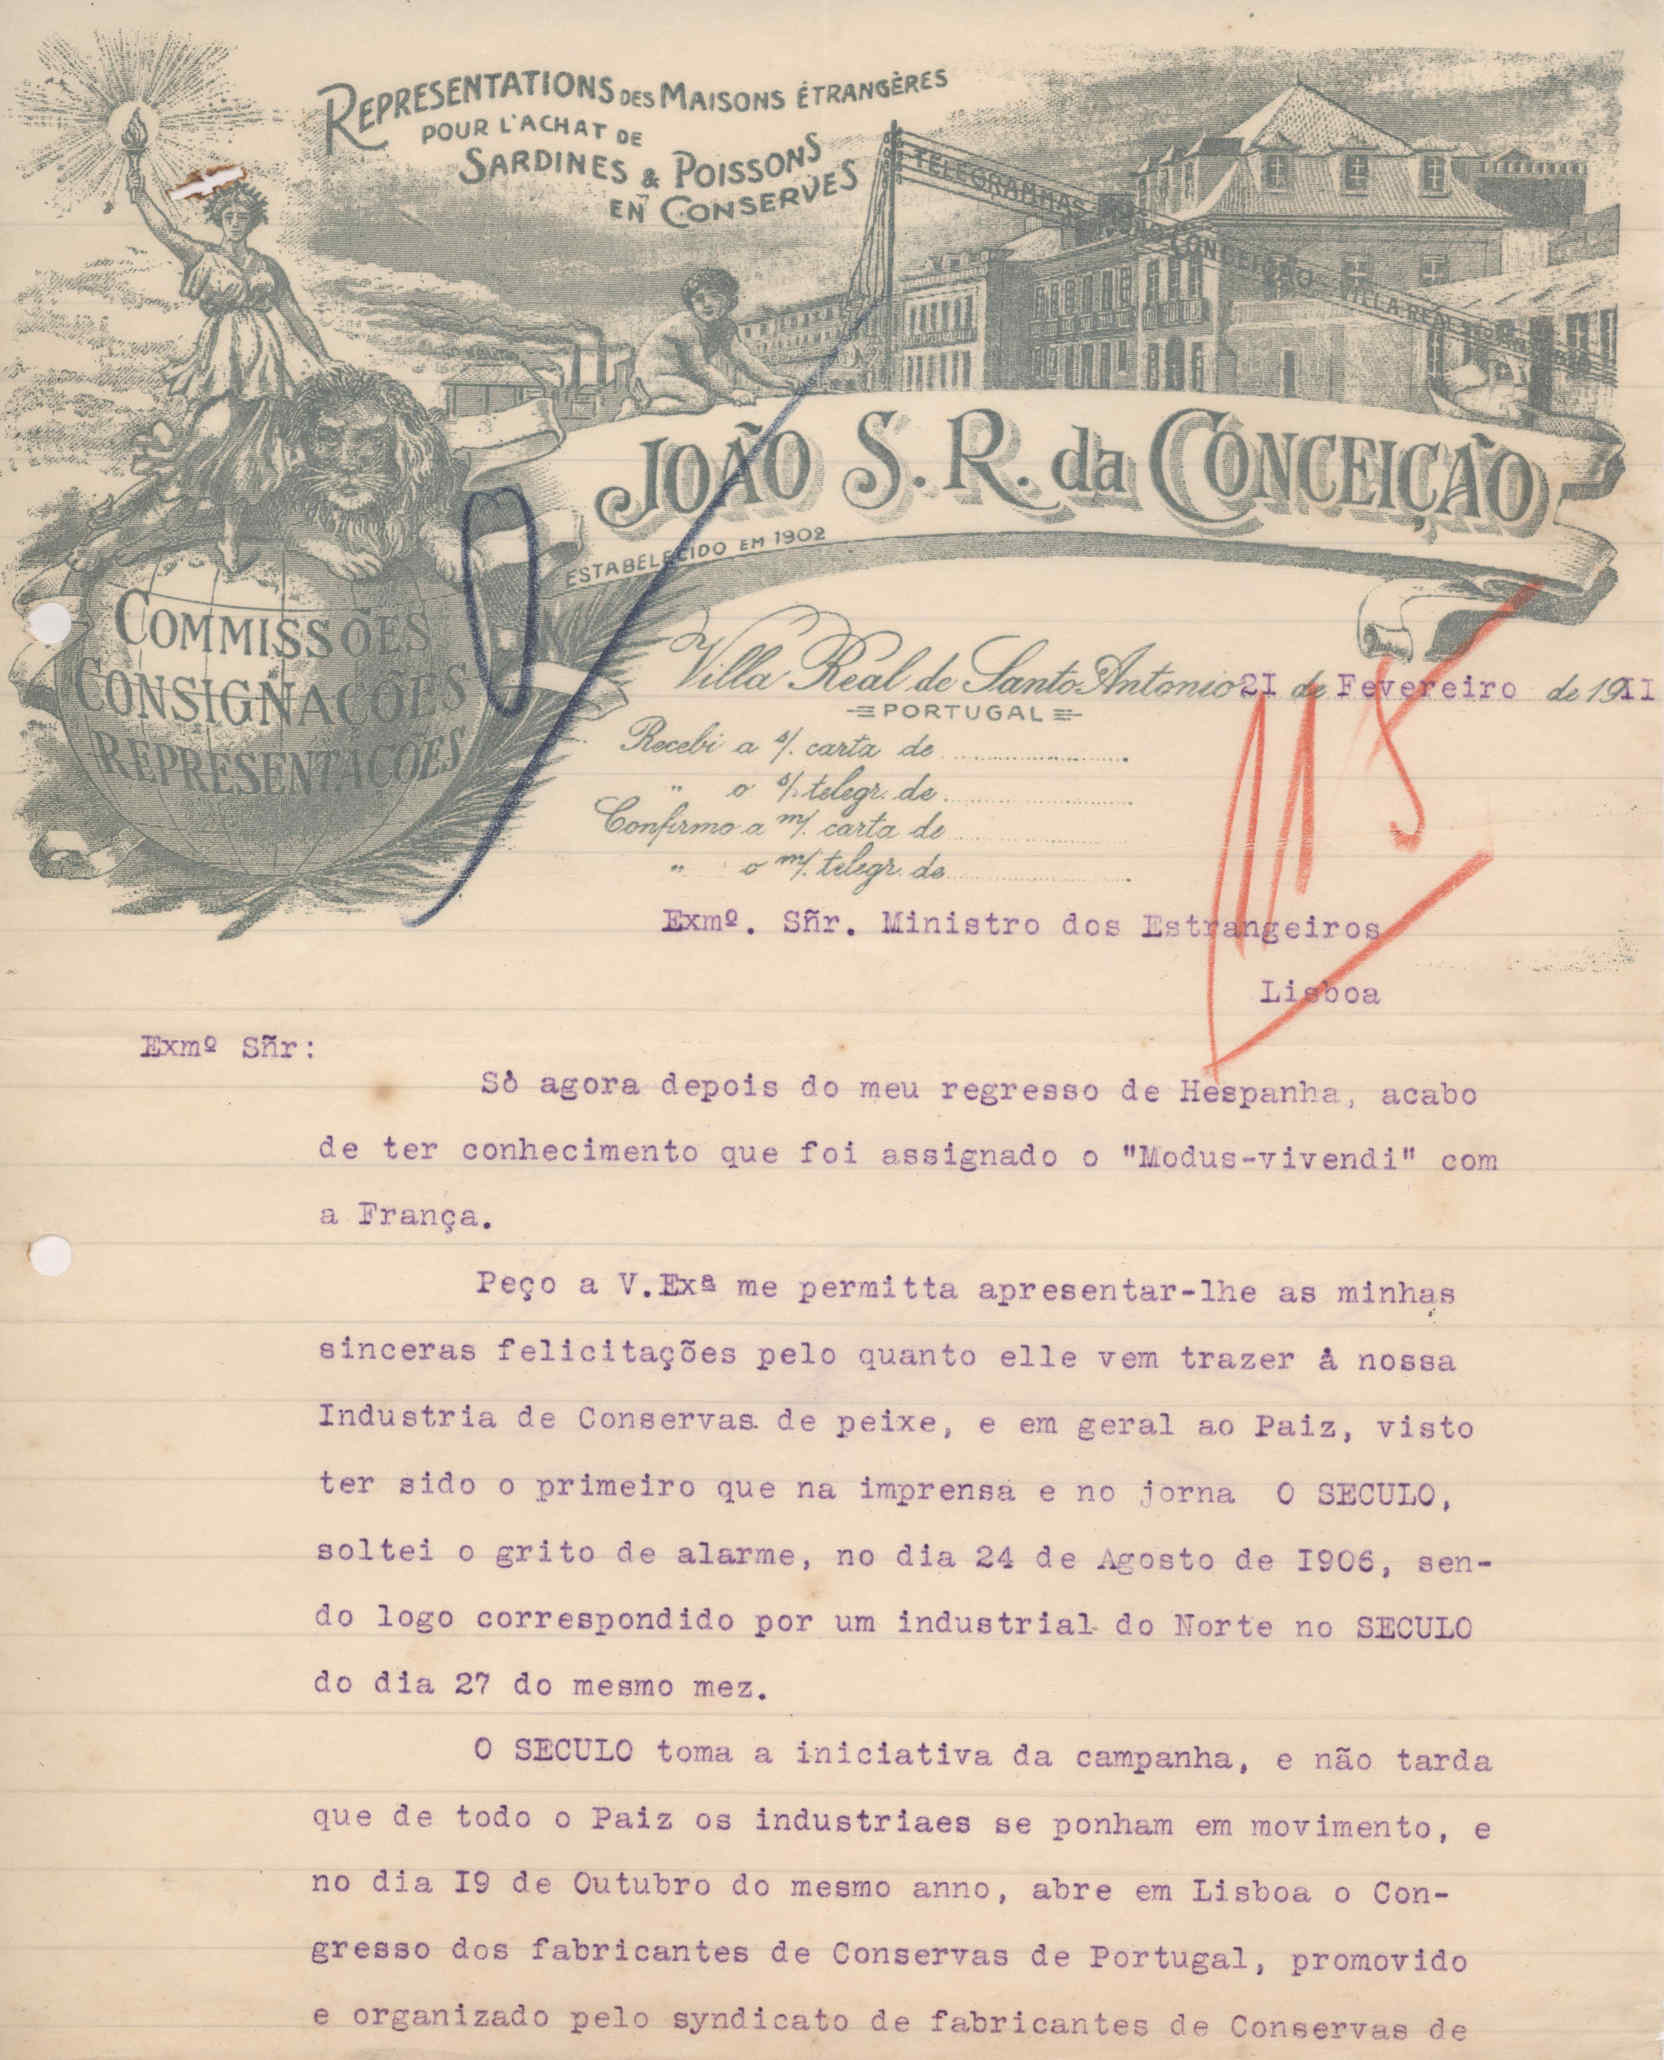 REPRESENTATIONS DES MAISONS ÉTRANGÈRES
POUR L'ACHAT DE
SARDINES & POISSONS
EN CONSERVES
TELEGRAMMAS CONCEIÇÃO VILLA REAL
JOÃO S. R. da CONCEIÇÃO
ESTABELECIDO EM 1902
COMMISSÕES
CONSIGNAÇÕES
REPRESENTAÇÕES
Villa Real de Santo Antonio 2I de Fevereiro de 19II
PORTUGAL
Recebi a s/. carta de
" o s/. telegr. de
Confirmo a m/. carta de
" o m/. telegr. de
Exmº. Sñr. Ministro dos Estrangeiros
Lisboa
Exmº Sñr:
Sò agora depois do meu regresso de Hespanha, acabo
de ter conhecimento que foi assignado o "Modus-vivendi" com
a França.
Peço a V.Exª me permitta apresentar-lhe as minhas
sinceras felicitações pelo quanto elle vem trazer à nossa
Industria de Conservas de peixe, e em geral ao Paiz, visto
ter sido o primeiro que na imprensa e no jorna O SECULO,
soltei o grito de alarme, no dia 24 de Agosto de I906, sen-
do logo correspondido por um industrial do Norte no SECULO
do dia 27 do mesmo mez.
O SECULO toma a iniciativa da campanha, e não tarda
que de todo o Paiz os industriaes se ponham em movimento, e
no dia I9 de Outubro do mesmo anno, abre em Lisboa o Con-
gresso dos fabricantes de Conservas de Portugal, promovido
e organizado pelo syndicato de fabricantes de Conservas de